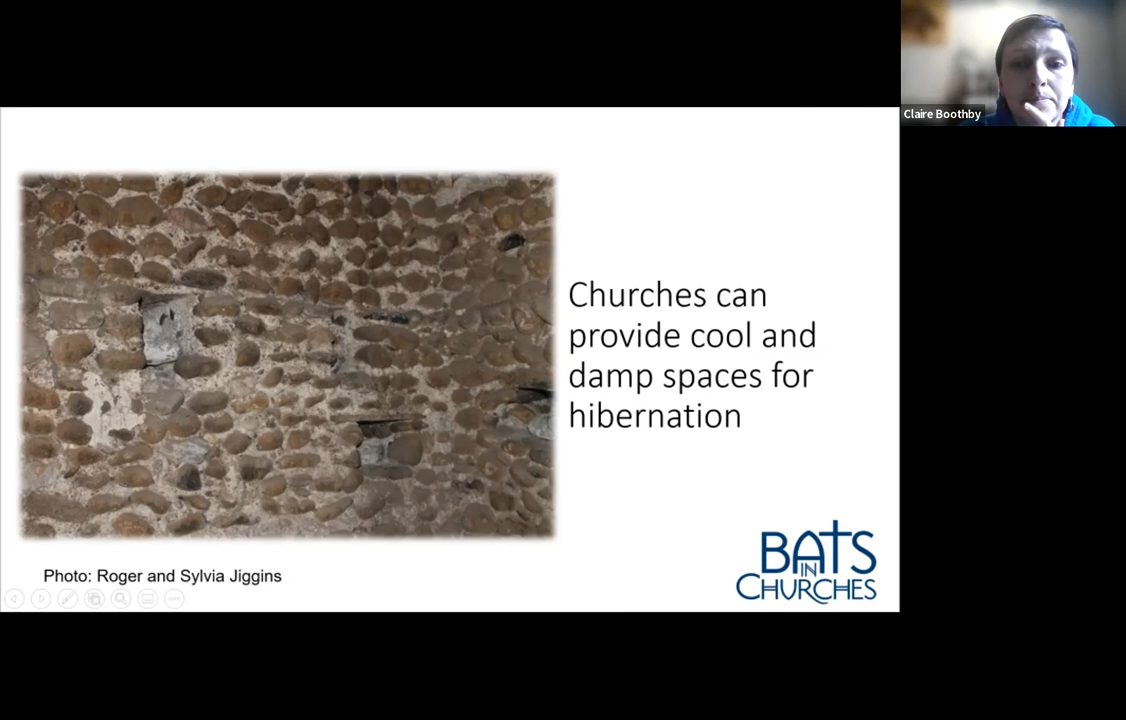 Claire Boothby
Churches can
provide cool and
damp spaces for
hibernation
Photo: Roger and Sylvia Jiggins
BATS
IN
CHURCHES